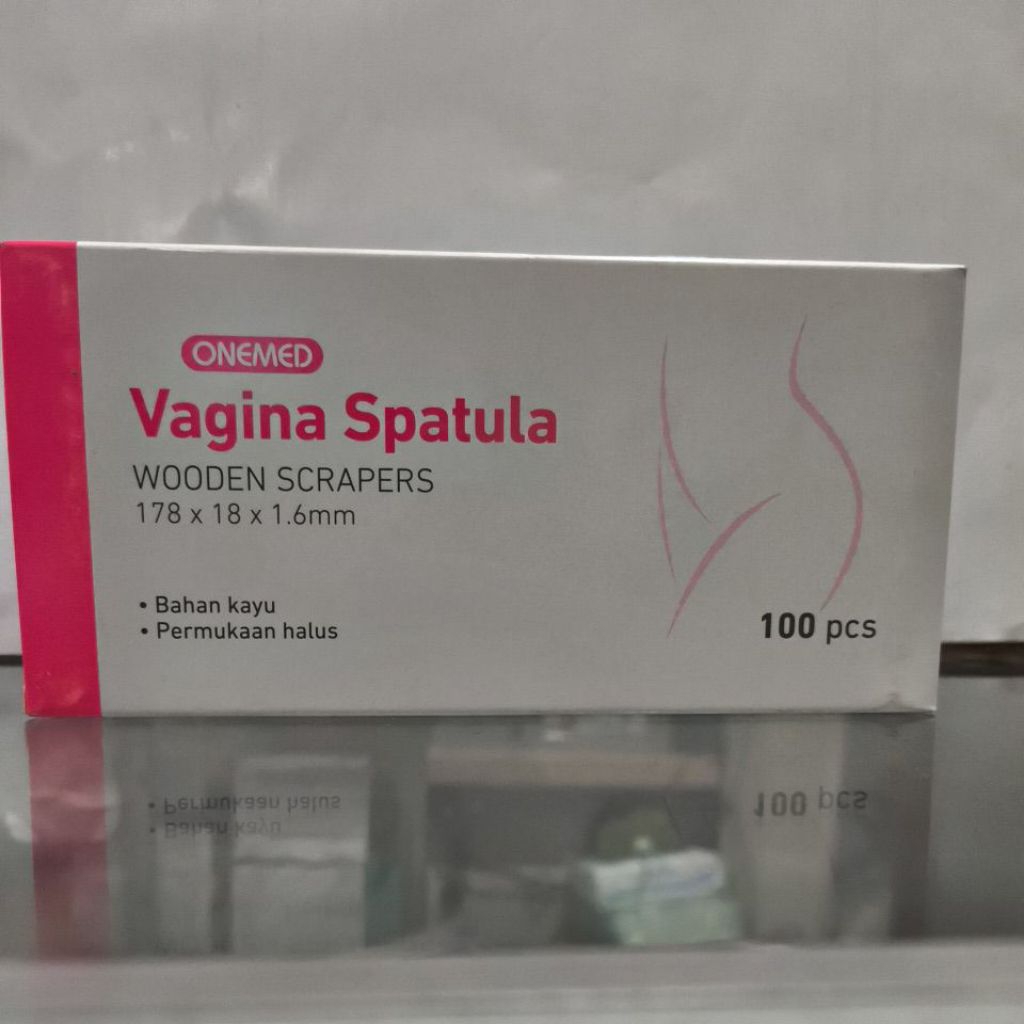 ONEMED
Vagina Spatula
WOODEN SCRAPERS
178 x 18 x 1.6mm
• Bahan kayu
• Permukaan halus
100 pcs